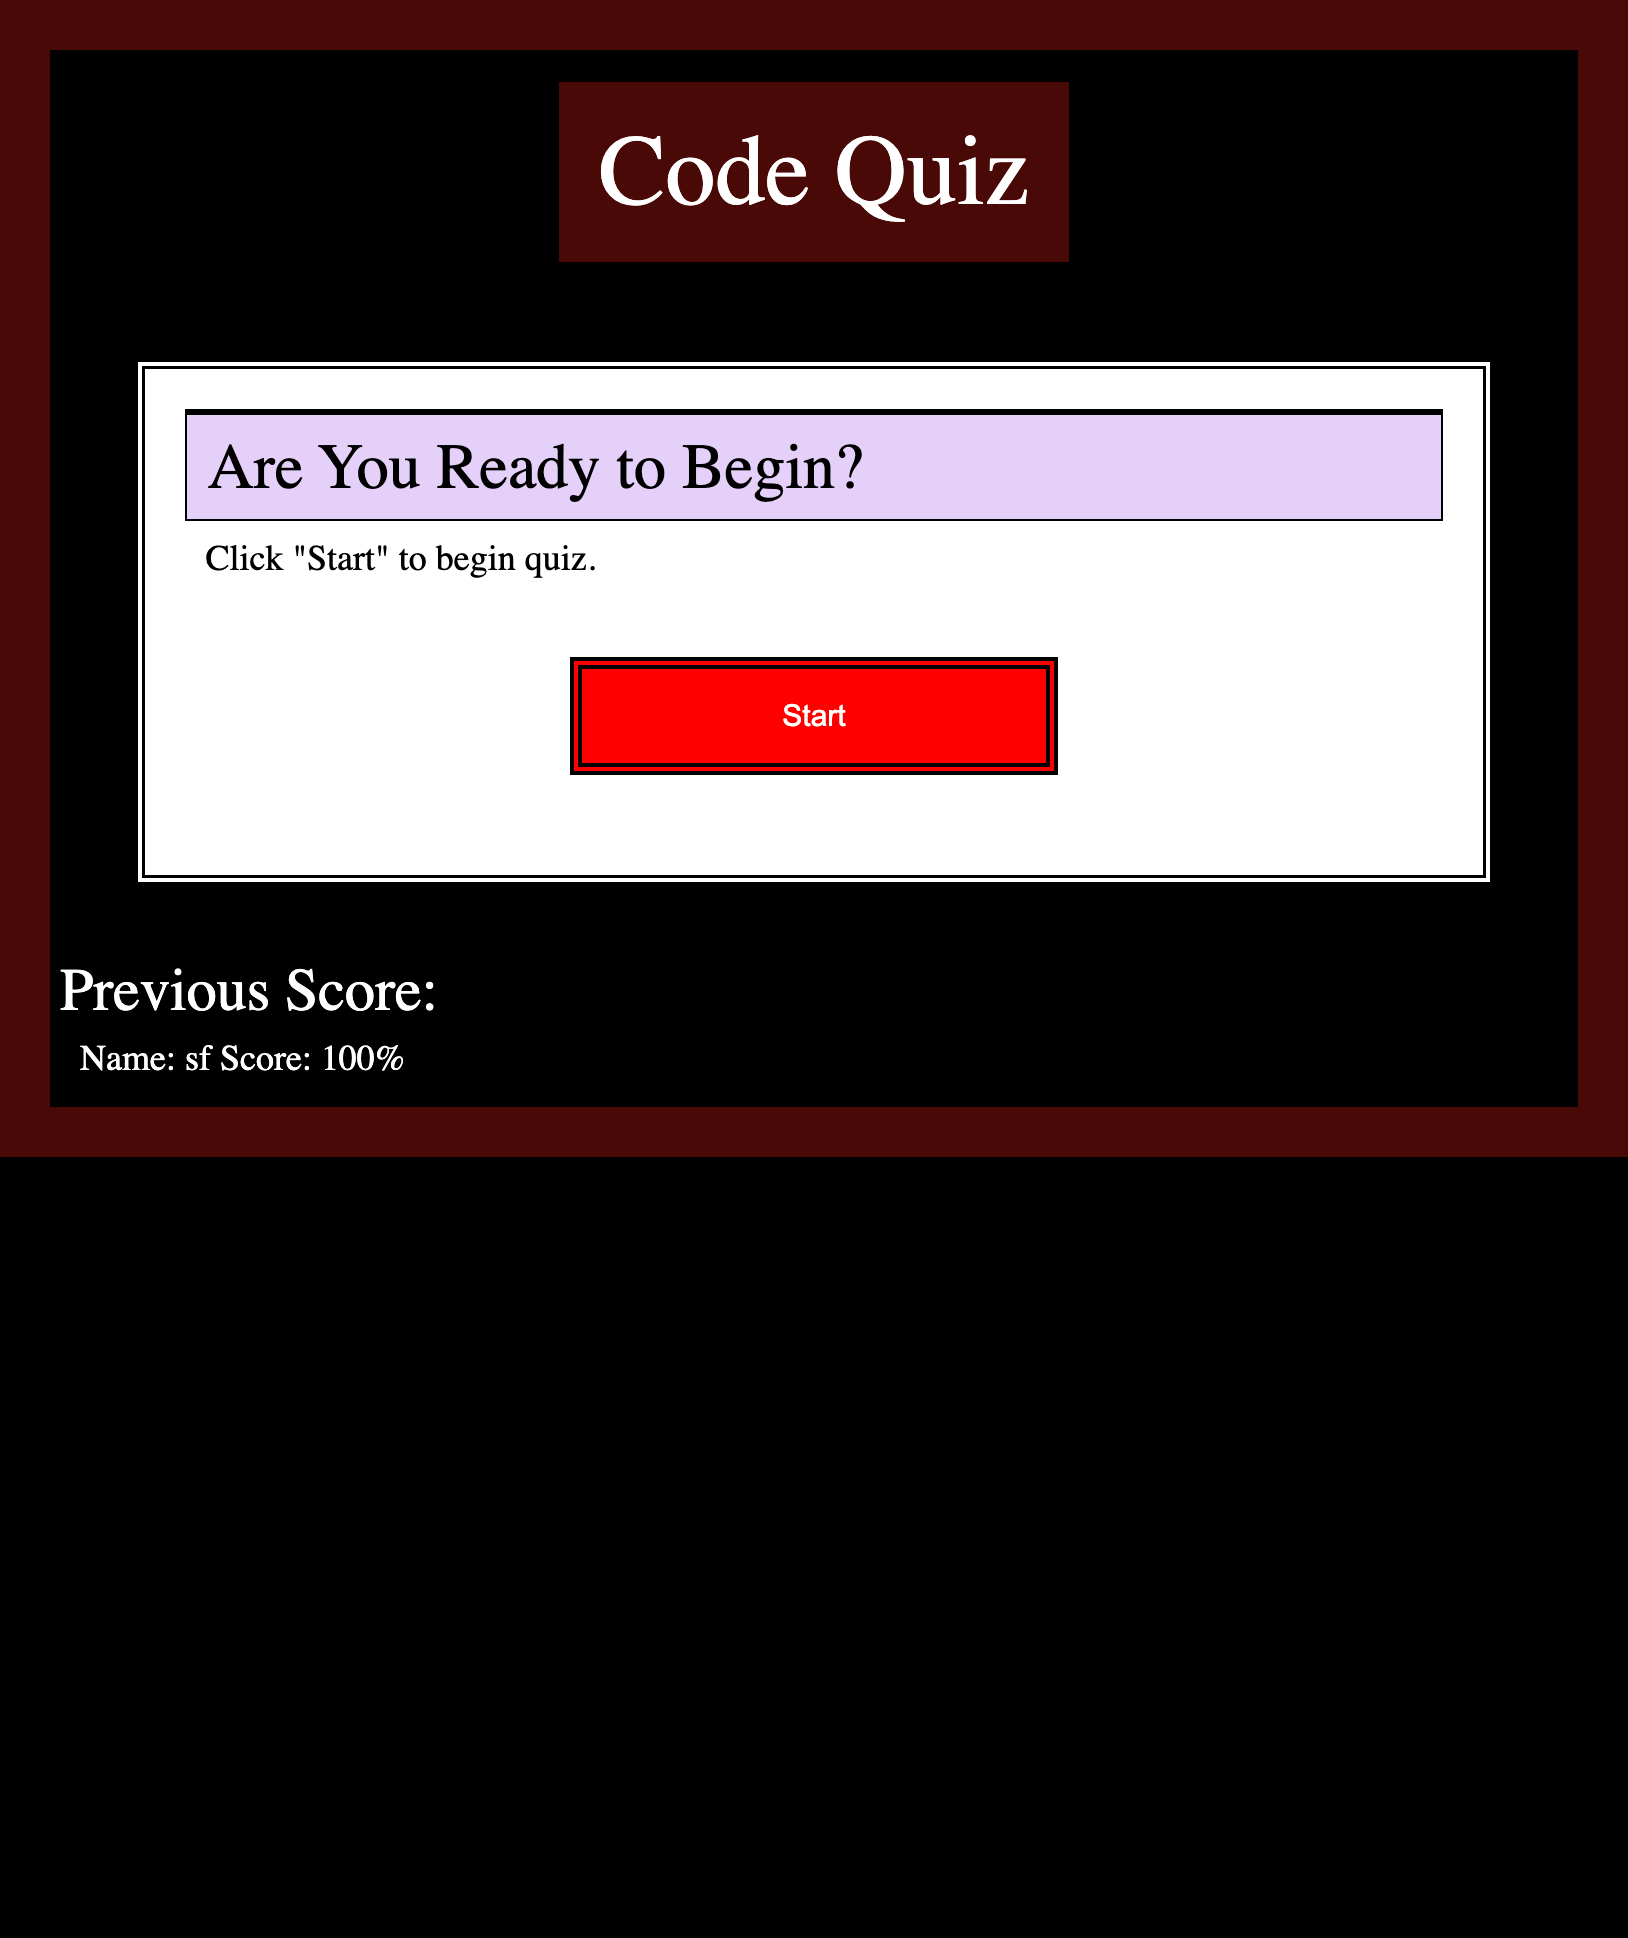 Code Quiz
Are You Ready to Begin?
Click "Start" to begin quiz.
Start
Previous Score:
Name: sf Score: 100%